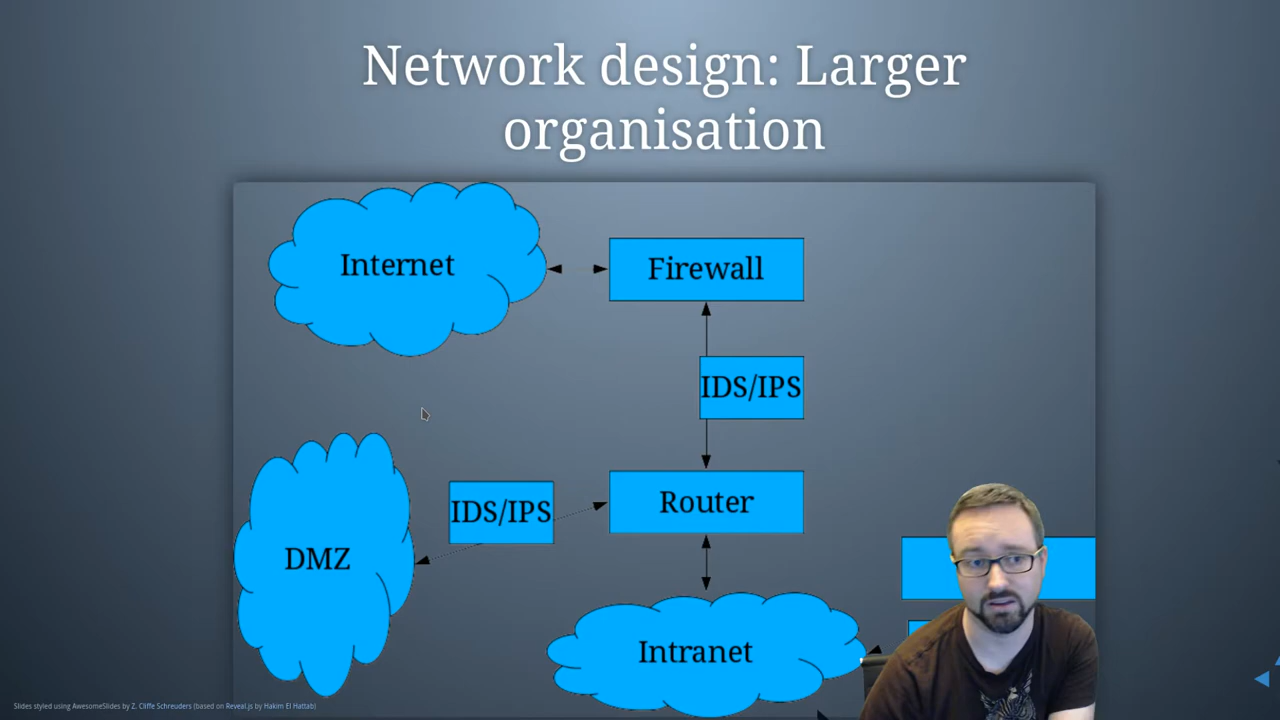 Network design: Larger
organisation
Internet
Firewall
IDS/IPS
IDS/IPS
Router
DMZ
Intranet
Slides styled using AwesomeSlides by Z. Cliffe Schreuders (based on Reveal.js by Hakim El Hattab)